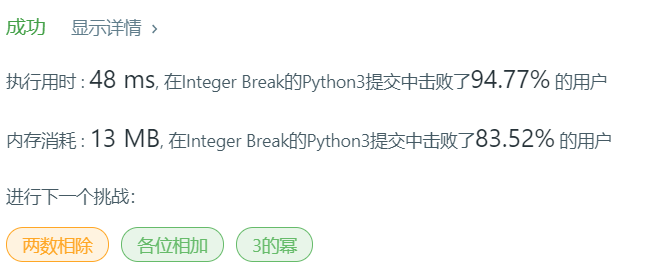 成功 显示详情 ›
执行用时 : 48 ms, 在Integer Break的Python3提交中击败了94.77% 的用户
内存消耗 : 13 MB, 在Integer Break的Python3提交中击败了83.52% 的用户
进行下一个挑战：
两数相除 各位相加 3的幂